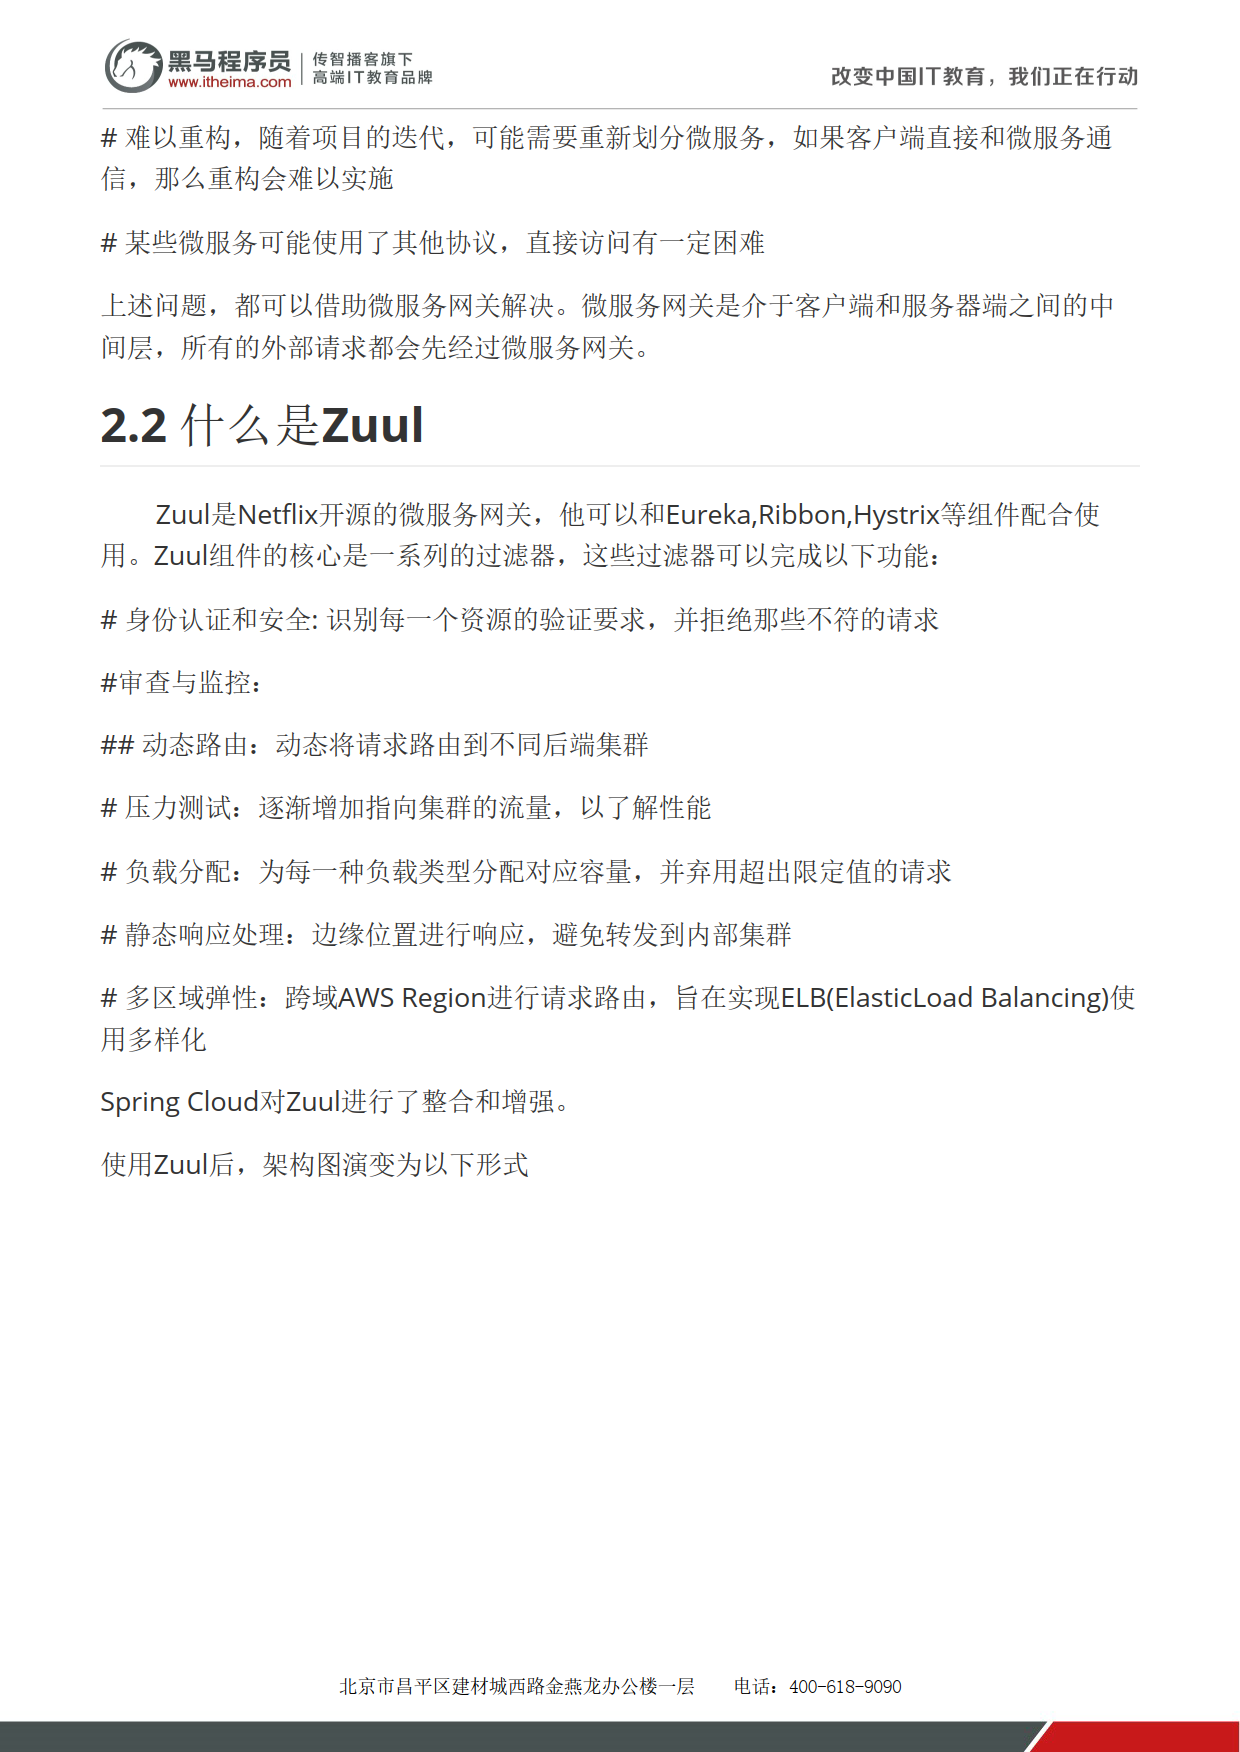 黑马程序员
www.itheima.com
传智播客旗下
高端IT教育品牌
改变中国IT教育，我们正在行动
# 难以重构，随着项目的迭代，可能需要重新划分微服务，如果客户端直接和微服务通
信，那么重构会难以实施
# 某些微服务可能使用了其他协议，直接访问有一定困难
上述问题，都可以借助微服务网关解决。微服务网关是介于客户端和服务器端之间的中
间层，所有的外部请求都会先经过微服务网关。
2.2 什么是Zuul
Zuul是Netflix开源的微服务网关，他可以和Eureka,Ribbon,Hystrix等组件配合使
用。Zuul组件的核心是一系列的过滤器，这些过滤器可以完成以下功能：
# 身份认证和安全: 识别每一个资源的验证要求，并拒绝那些不符的请求
#审查与监控：
## 动态路由：动态将请求路由到不同后端集群
# 压力测试：逐渐增加指向集群的流量，以了解性能
# 负载分配：为每一种负载类型分配对应容量，并弃用超出限定值的请求
# 静态响应处理：边缘位置进行响应，避免转发到内部集群
# 多区域弹性：跨域AWS Region进行请求路由，旨在实现ELB(ElasticLoad Balancing)使
用多样化
Spring Cloud对Zuul进行了整合和增强。
使用Zuul后，架构图演变为以下形式
北京市昌平区建材城西路金燕龙办公楼一层 电话：400-618-9090